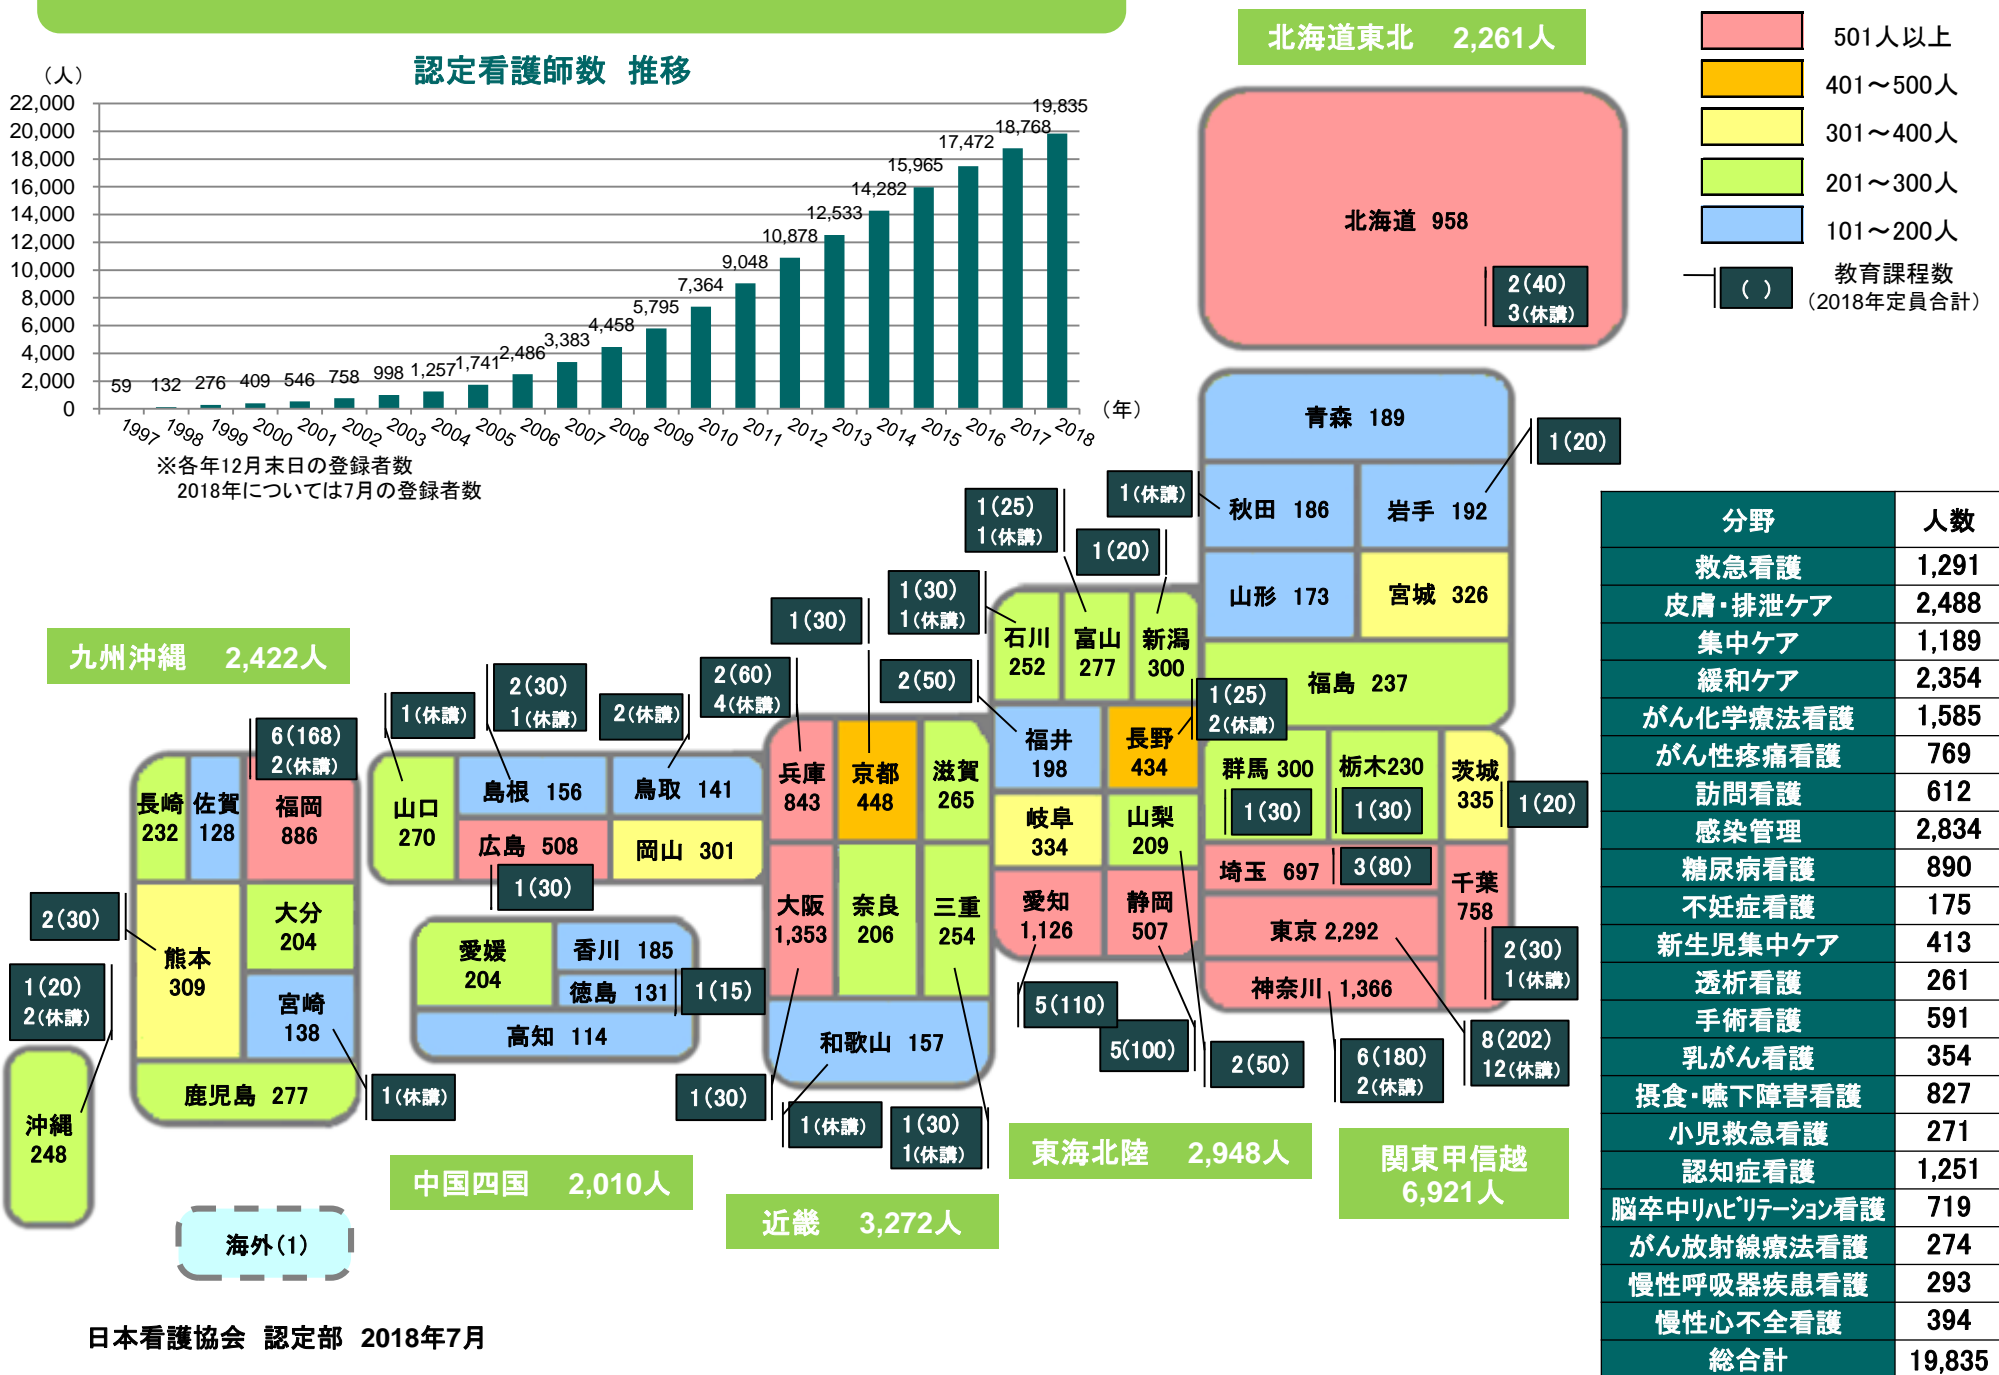 認定看護師数 推移
（人）
22,000
20,000
18,000
16,000
14,000
12,000
10,000
8,000
6,000
4,000
2,000
0
59
132
276
409
546
758
998
1,257
1,741
2,486
3,383
4,458
5,795
7,364
9,048
10,878
12,533
14,282
15,965
17,472
18,768
19,835
1997
1998
1999
2000
2001
2002
2003
2004
2005
2006
2007
2008
2009
2010
2011
2012
2013
2014
2015
2016
2017
2018
（年）
※各年12月末日の登録者数
2018年については7月の登録者数
北海道東北 2,261人
501人以上
401～500人
301～400人
201～300人
101～200人
( )
教育課程数
（2018年定員合計）
北海道 958
2(40)
3(休講)
青森 189
1(20)
1(休講)
秋田 186
岩手 192
山形 173
宮城 326
福島 237
1(25)
1(休講)
1(20)
1(30)
1(休講)
石川
252
富山
277
新潟
300
2(50)
1(25)
2(休講)
福井
198
長野
434
岐阜
334
山梨
209
愛知
1,126
静岡
507
群馬 300
1(30)
栃木230
1(30)
茨城
335
1(20)
埼玉 697
3(80)
千葉
758
東京 2,292
神奈川 1,366
2(30)
1(休講)
5(110)
5(100)
2(50)
6(180)
2(休講)
8(202)
12(休講)
東海北陸 2,948人
関東甲信越
6,921人
1(30)
2(60)
4(休講)
兵庫
843
京都
448
滋賀
265
大阪
1,353
奈良
206
三重
254
和歌山 157
1(30)
1(休講)
1(30)
1(休講)
近畿 3,272人
1(休講)
2(30)
1(休講)
2(休講)
山口
270
島根 156
鳥取 141
広島 508
岡山 301
1(30)
愛媛
204
香川 185
徳島 131
1(15)
高知 114
中国四国 2,010人
九州沖縄 2,422人
6(168)
2(休講)
長崎
232
佐賀
128
福岡
886
2(30)
熊本
309
大分
204
宮崎
138
1(20)
2(休講)
鹿児島 277
1(休講)
沖縄
248
海外(1)
日本看護協会 認定部 2018年7月
分野 人数
救急看護 1,291
皮膚・排泄ケア 2,488
集中ケア 1,189
緩和ケア 2,354
がん化学療法看護 1,585
がん性疼痛看護 769
訪問看護 612
感染管理 2,834
糖尿病看護 890
不妊症看護 175
新生児集中ケア 413
透析看護 261
手術看護 591
乳がん看護 354
摂食・嚥下障害看護 827
小児救急看護 271
認知症看護 1,251
脳卒中ﾘﾊﾋﾞﾘﾃｰｼｮﾝ看護 719
がん放射線療法看護 274
慢性呼吸器疾患看護 293
慢性心不全看護 394
総合計 19,835